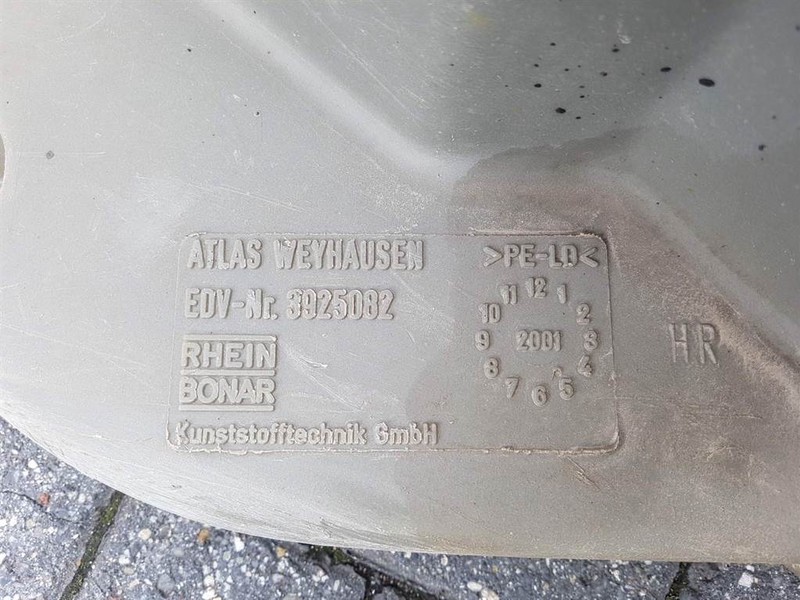 ATLAS WEYHAUSEN
>PE-LD<
EDV-Nr. 3925082
RHEIN
BONAR
Kunststofftechnik GmbH
12 1 2 3 4 5 6 7 8 9 10 11
2001
HR